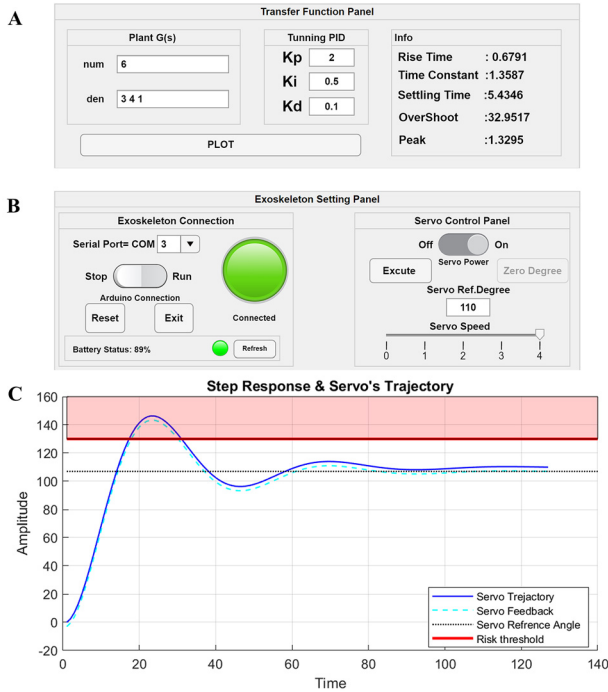 A
Transfer Function Panel
Plant G(s)
num 6
den 3 4 1
Tunning PID
Kp 2
Ki 0.5
Kd 0.1
Info
Rise Time : 0.6791
Time Constant :1.3587
Settling Time :5.4346
OverShoot :32.9517
Peak :1.3295
PLOT
B
Exoskeleton Setting Panel
Exoskeleton Connection
Serial Port= COM 3
Stop Run
Arduino Connection
Reset Exit
Connected
Battery Status: 89% Refresh
Servo Control Panel
Off On
Servo Power
Excute Zero Degree
Servo Ref.Degree
110
Servo Speed
0 1 2 3 4
C
Step Response & Servo's Trajectory
160
140
120
100
80
60
40
20
0
-20
Amplitude
0 20 40 60 80 100 120 140
Time
Servo Trejactory
Servo Feedback
Servo Refrence Angle
Risk threshold